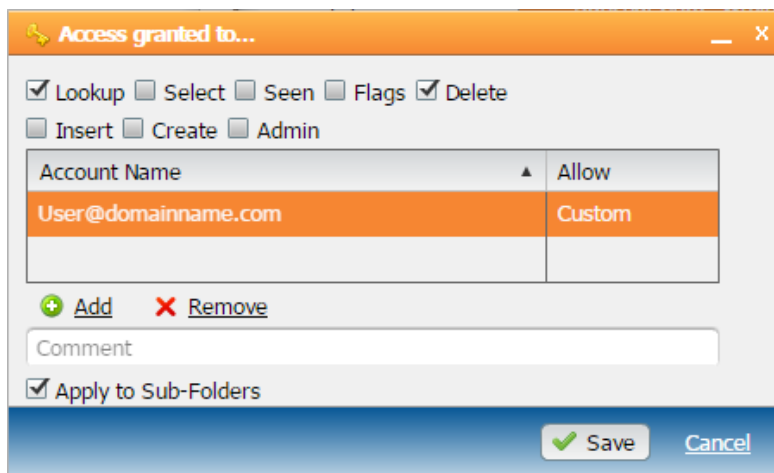 Access granted to...
Lookup Select Seen Flags Delete
Insert Create Admin
Account Name Allow
User@domainname.com Custom
Add Remove
Comment
Apply to Sub-Folders
Save Cancel